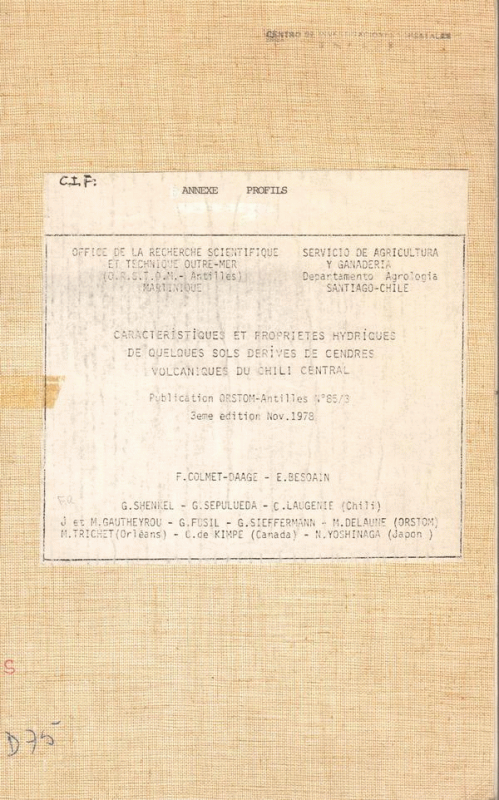 CENTRO DE
C.I.F:
ANNEXE PROFILS
OFFICE DE LA RECHERCHE SCIENTIFIQUE
ET TECHNIQUE OUTRE-MER
(O.R.S.T.O.M.- Antilles)
MARTINIQUE
SERVICIO DE AGRICULTURA
Y GANADERIA
Departamento Agrologia
SANTIAGO-CHILE
CARACTERISTIQUES ET PROPRIETES HYDRIQUES
DE QUELQUES SOLS DERIVES DE CENDRES
VOLCANIQUES DU CHILI CENTRAL
Publication ORSTOM-Antilles N°85/3
3eme edition Nov.1978
F.COLMET-DAAGE - E.BESOAIN
G.SHENKEL - G.SEPULUEDA - C.LAUGENIE (Chili)
J et M.GAUTHEYROU - G.FUSIL - G.SIEFFERMANN - M.DELAUNE (ORSTOM)
M.TRICHET(Orléans) - C.de KIMPE (Canada) - N.YOSHINAGA (Japon )
S
D75